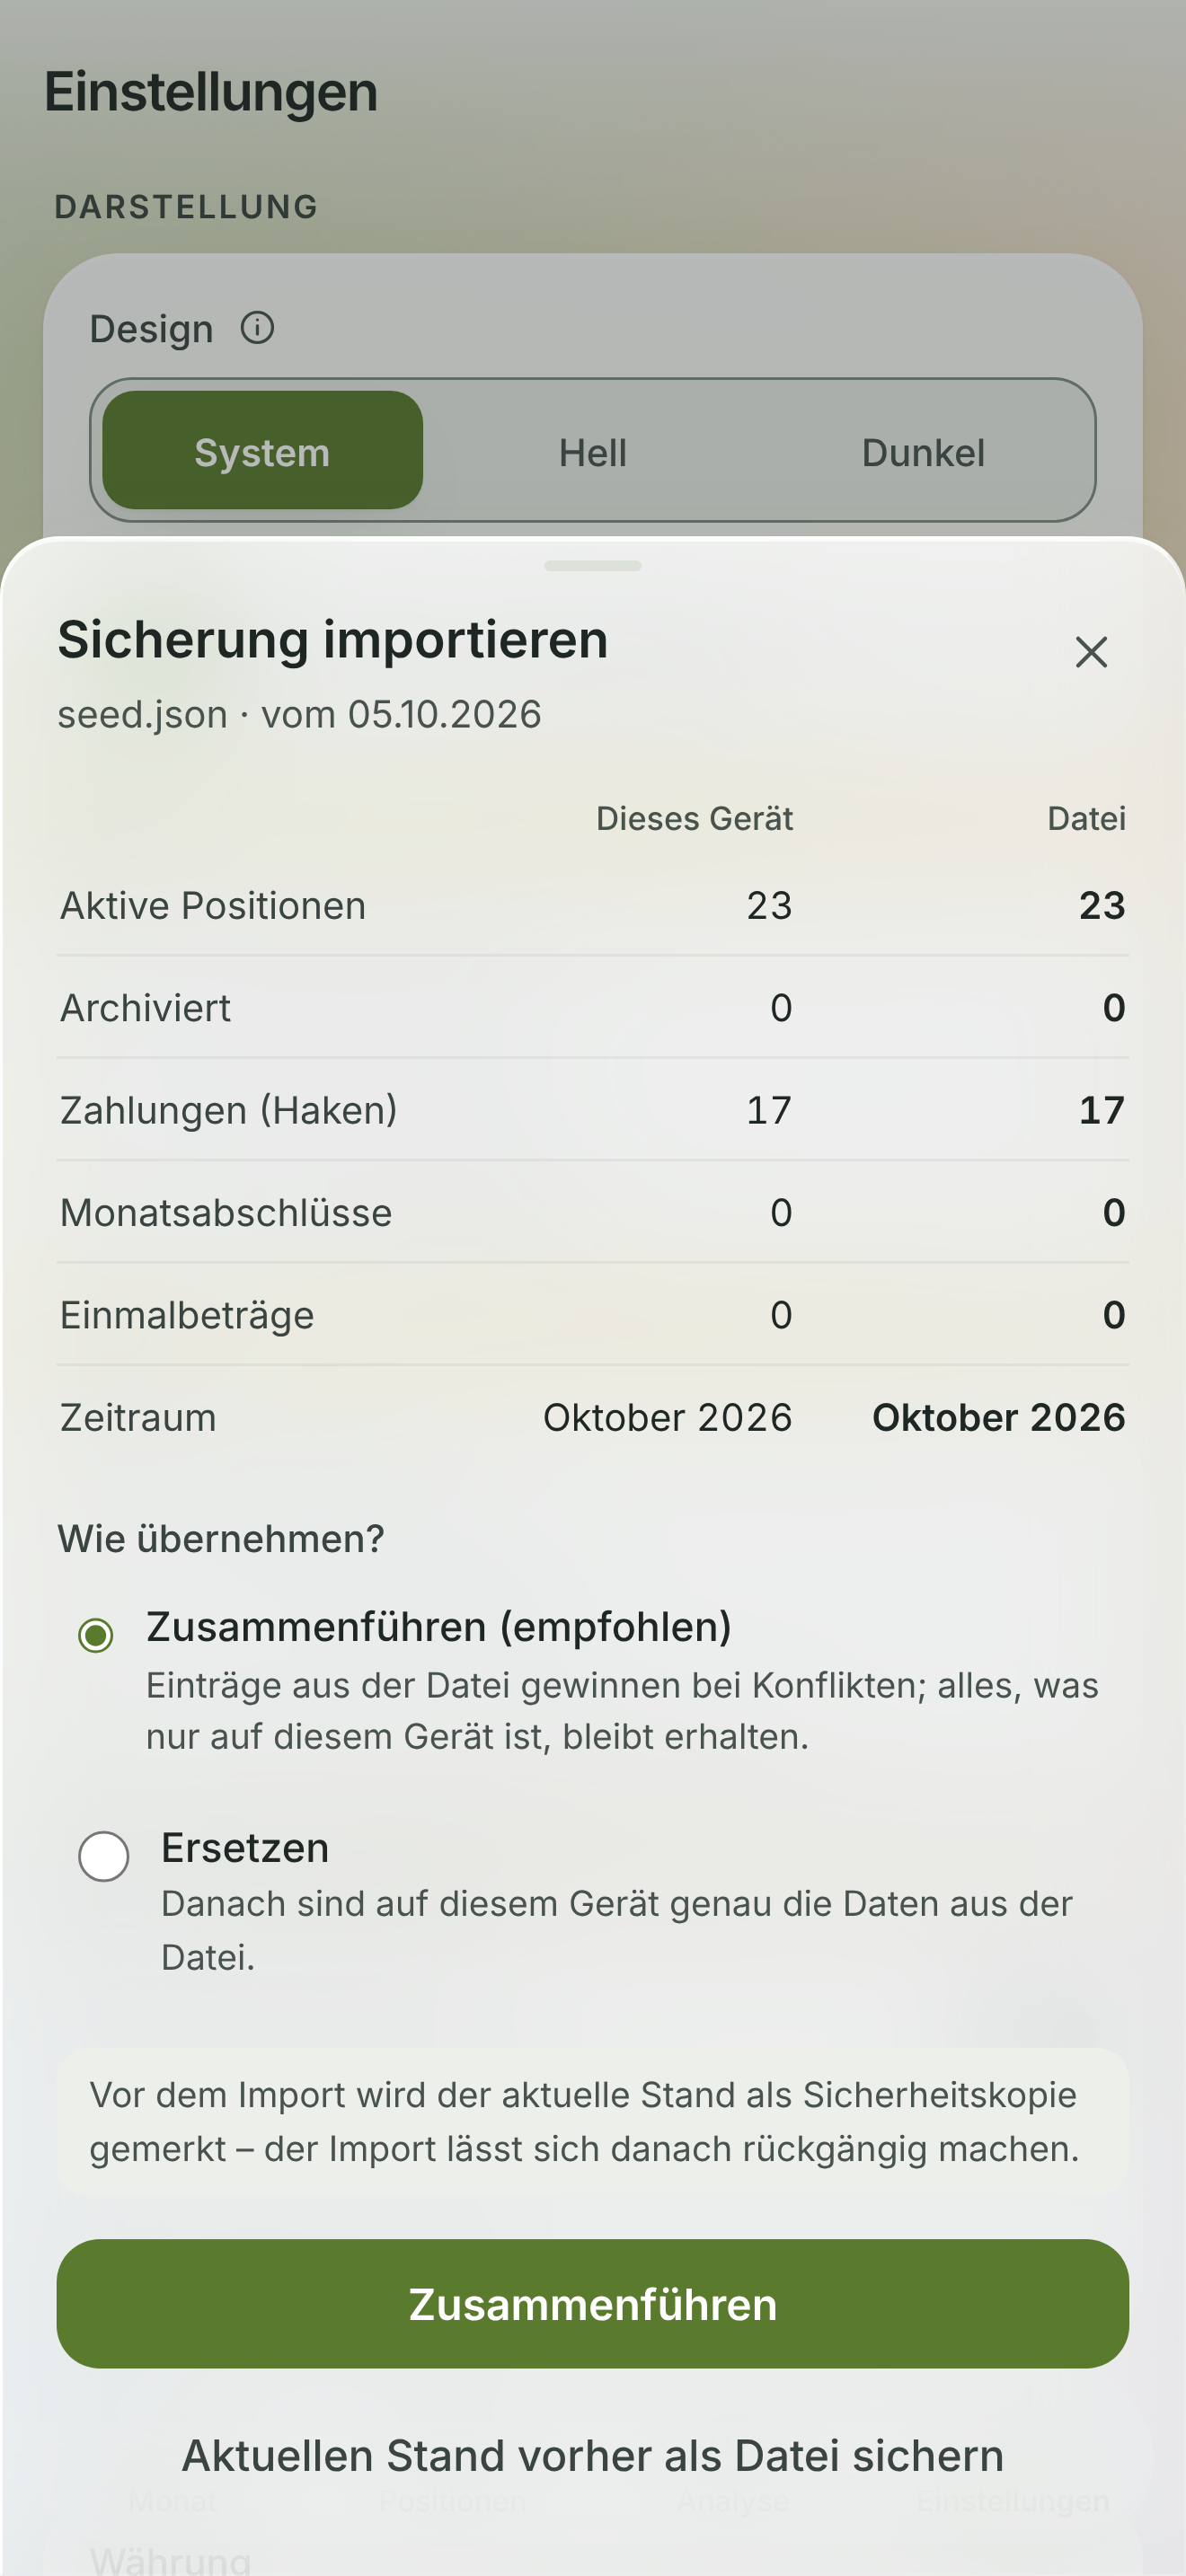 Einstellungen
DARSTELLUNG
Design
System Hell Dunkel
Sicherung importieren
seed.json · vom 05.10.2026
Dieses Gerät Datei
Aktive Positionen 23 23
Archiviert 0 0
Zahlungen (Haken) 17 17
Monatsabschlüsse 0 0
Einmalbeträge 0 0
Zeitraum Oktober 2026 Oktober 2026
Wie übernehmen?
Zusammenführen (empfohlen)
Einträge aus der Datei gewinnen bei Konflikten; alles, was
nur auf diesem Gerät ist, bleibt erhalten.
Ersetzen
Danach sind auf diesem Gerät genau die Daten aus der
Datei.
Vor dem Import wird der aktuelle Stand als Sicherheitskopie
gemerkt – der Import lässt sich danach rückgängig machen.
Zusammenführen
Aktuellen Stand vorher als Datei sichern
Monat Positionen Analyse Einstellungen
Währung